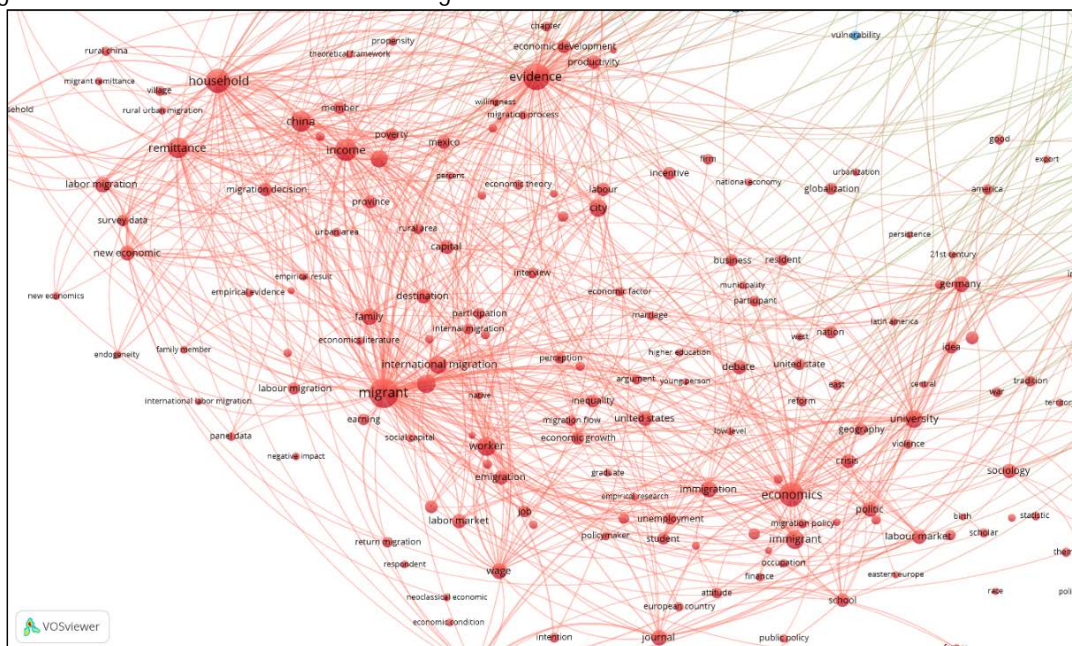 chapter
rural china
propensity
economic development
vulnerability
theoretical framework
productivity
migrant remittance
household
evidence
village
willingness
sehold
rural urban migration
member
migration process
china
poverty
mexico
good
remittance
income
firm
export
percent
incentive
urbanization
labor migration
migration decision
economic theory
labour
national economy
globalization
america
province
city
survey data
rural area
urban area
persistence
new economic
capital
21st century
empirical result
interview
business
resident
new economics
empirical evidence
destination
economic factor
municipality
germany
participant
family
participation
marriage
latin america
internal migration
nation
economics literature
west
endogeneity
family member
higher education
idea
international migration
perception
debate
united state
argument
young person
east
central
labour migration
migrant
native
reform
war
tradition
international labor migration
inequality
earning
migration flow
united states
university
panel data
social capital
economic growth
low level
geography
violence
worker
negative impact
crisis
graduate
sociology
emigration
immigration
economics
empirical research
politic
labor market
job
unemployment
migration policy
birth
statistic
return migration
policymaker
student
immigrant
labour market
scholar
respondent
wage
occupation
eastern europe
finance
neoclassical economic
attitude
race
economic condition
european country
school
VOSviewer
intention
journal
public policy